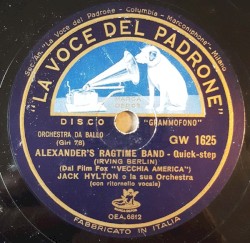 Soc. An. "La Voce del Padrone - Columbia - Marconiphone" - Milano
"LA VOCE DEL PADRONE"
DISCO "GRAMMOFONO"
ORCHESTRA DA BALLO
(Giri 78)
GW 1625
ALEXANDER'S RAGTIME BAND - Quick-step
(IRVING BERLIN)
(Dal Film Fox "VECCHIA AMERICA")
JACK HYLTON e la sua Orchestra
(con ritornello vocale)
OEA.6812
FABBRICATO IN ITALIA